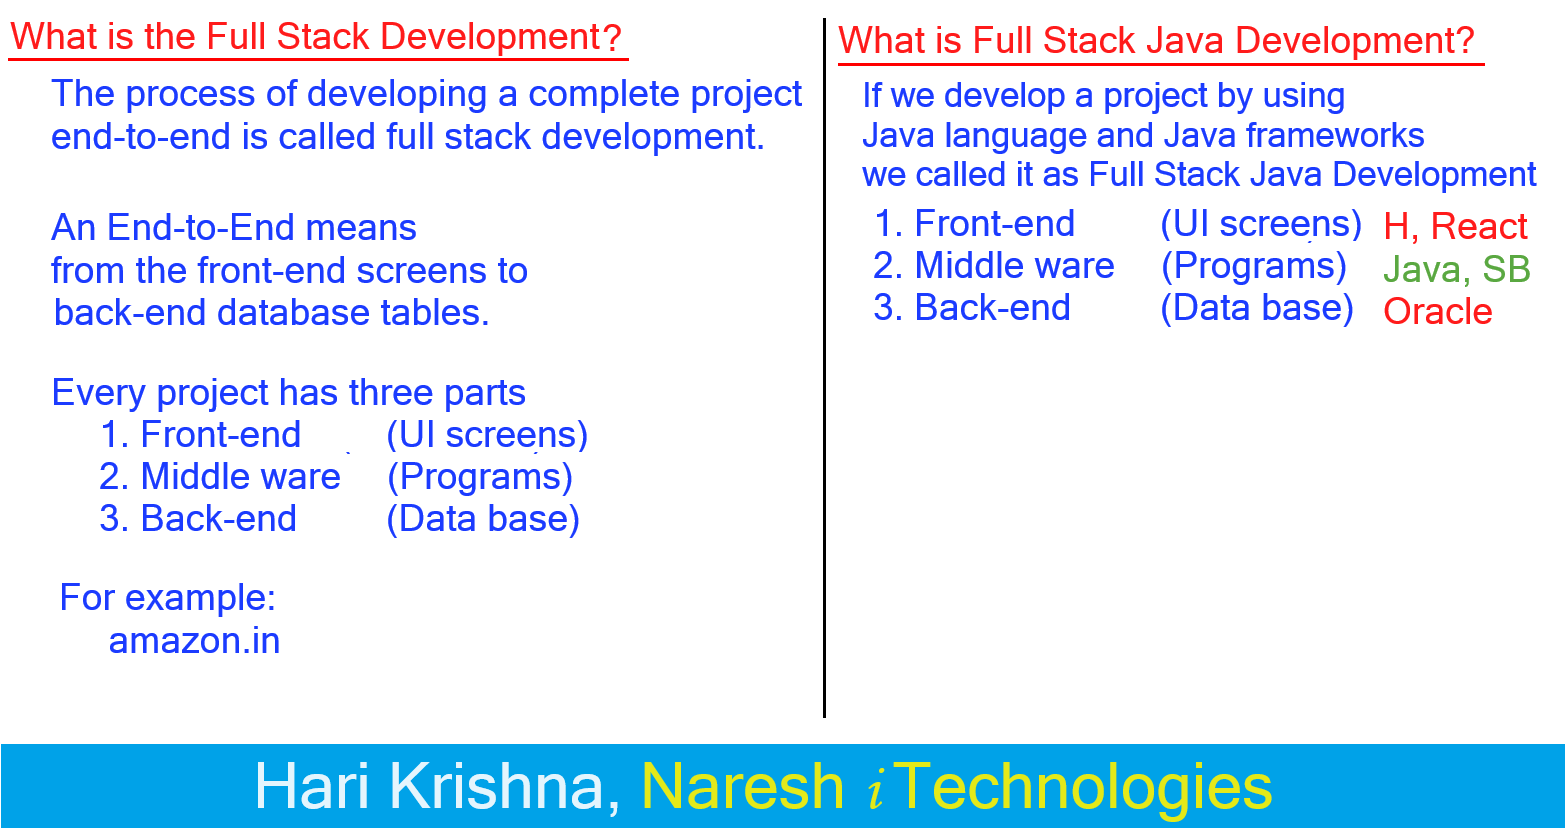 What is the Full Stack Development?
The process of developing a complete project
end-to-end is called full stack development.
An End-to-End means
from the front-end screens to
back-end database tables.
Every project has three parts
1. Front-end (UI screens)
2. Middle ware (Programs)
3. Back-end (Data base)
For example:
amazon.in
What is Full Stack Java Development?
If we develop a project by using
Java language and Java frameworks
we called it as Full Stack Java Development
1. Front-end (UI screens) H, React
2. Middle ware (Programs) Java, SB
3. Back-end (Data base) Oracle
Hari Krishna, Naresh i Technologies